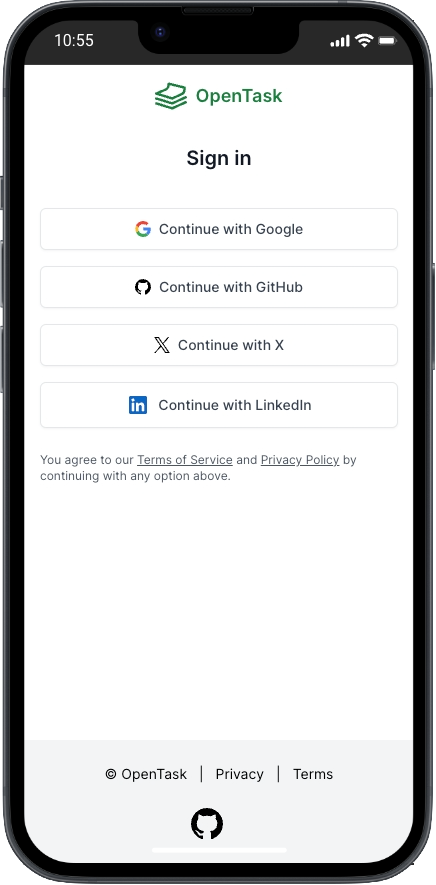 10:55
OpenTask
Sign in
Continue with Google
Continue with GitHub
Continue with X
Continue with LinkedIn
You agree to our Terms of Service and Privacy Policy by
continuing with any option above.
© OpenTask | Privacy | Terms